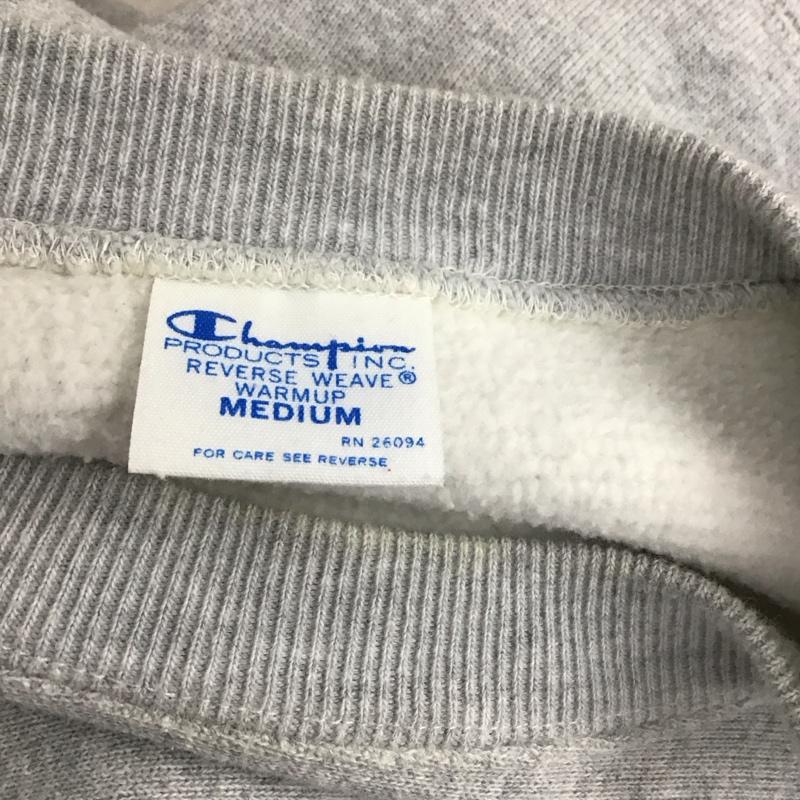 Champion
PRODUCTS INC.
REVERSE WEAVE®
WARMUP
MEDIUM
RN 26094
FOR CARE SEE REVERSE